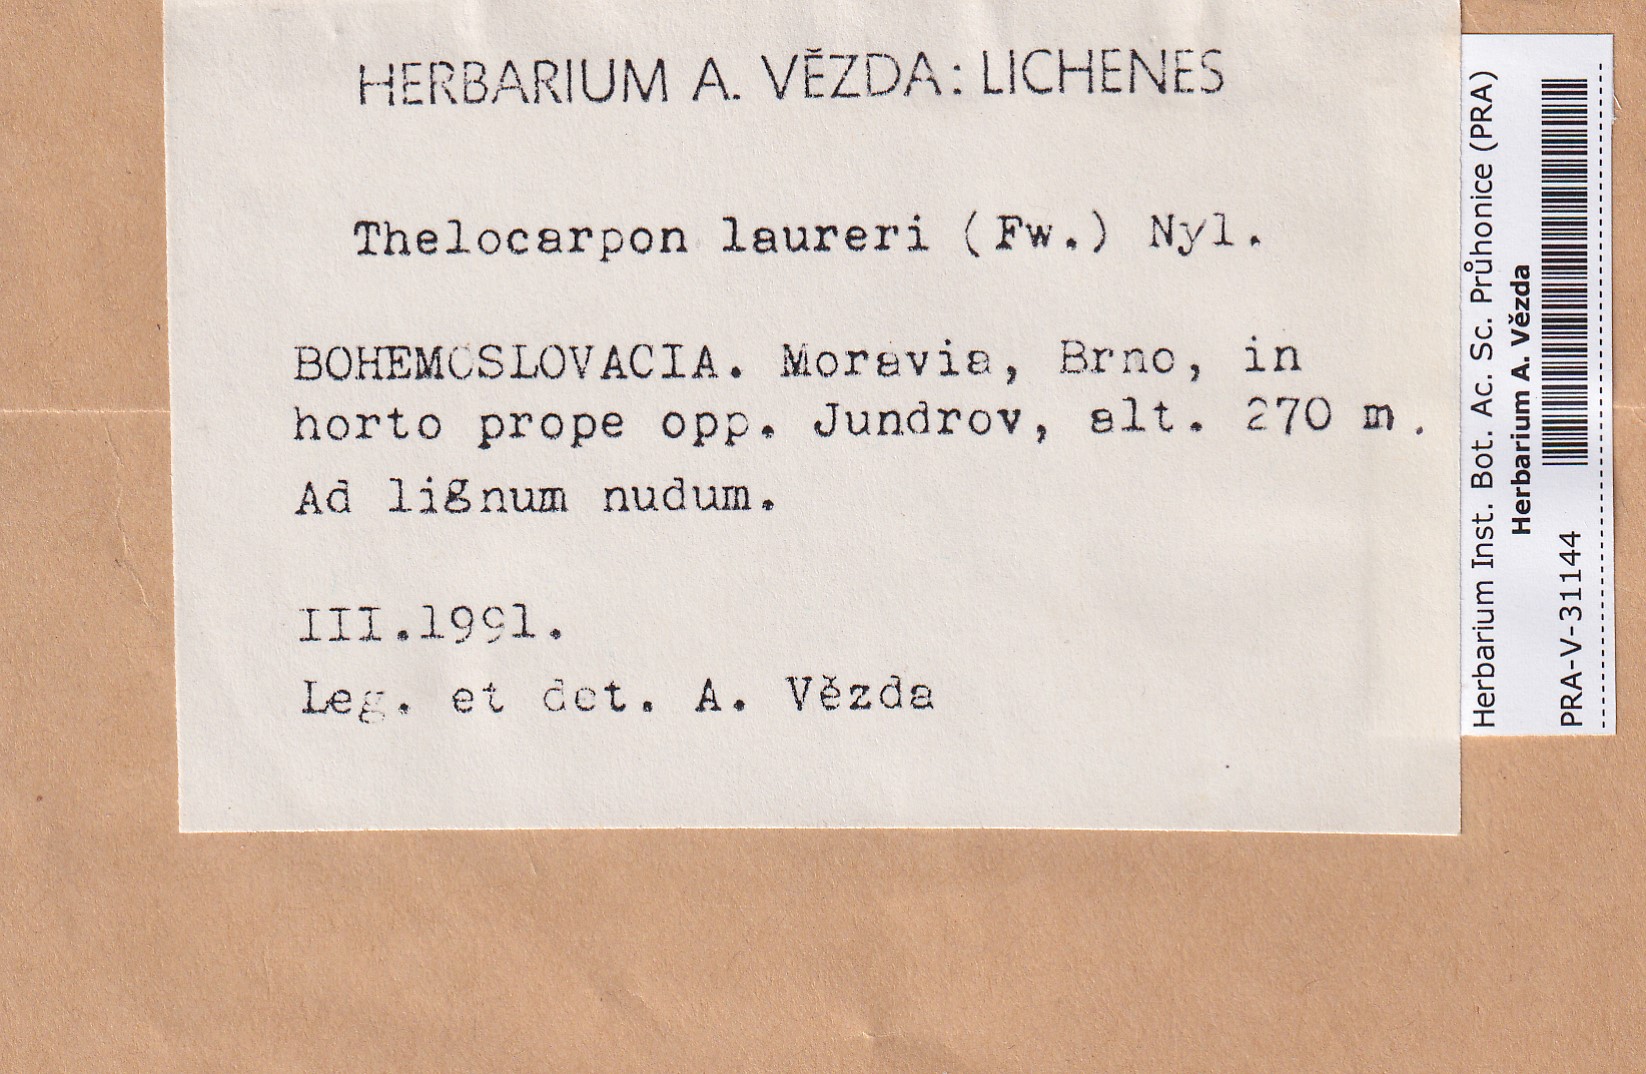 HERBARIUM A. VĚZDA: LICHENES
Thelocarpon laureri (Fw.) Nyl.
BOHEMOSLOVACIA. Moravia, Brno, in
horto prope opp. Jundrov, alt. 270 m.
Ad lignum nudum.
III.1991.
Leg. et det. A. Vězda
Herbarium Inst. Bot. Ac. Sc. Průhonice (PRA)
Herbarium A. Vězda
PRA-V-31144